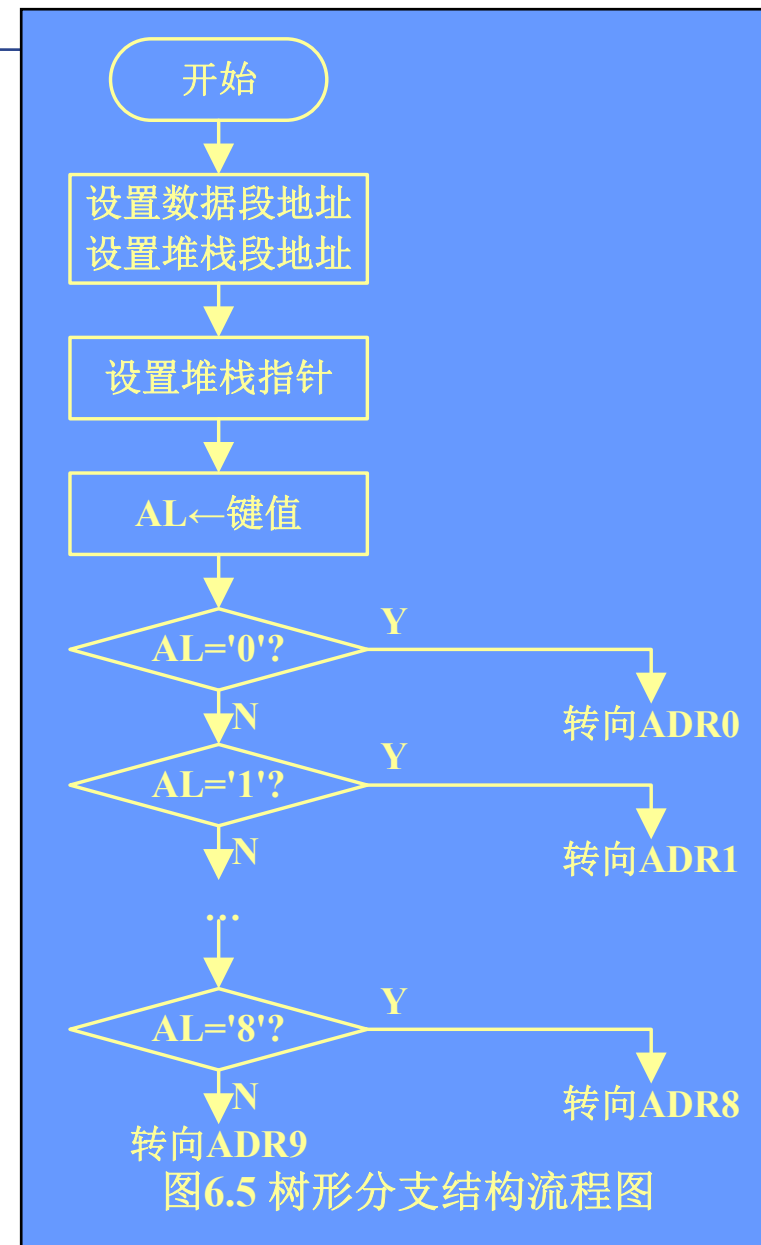 开始
设置数据段地址
设置堆栈段地址
设置堆栈指针
AL←键值
AL='0'?
Y
转向ADR0
N
AL='1'?
Y
转向ADR1
N
...
AL='8'?
Y
转向ADR8
N
转向ADR9
图6.5 树形分支结构流程图